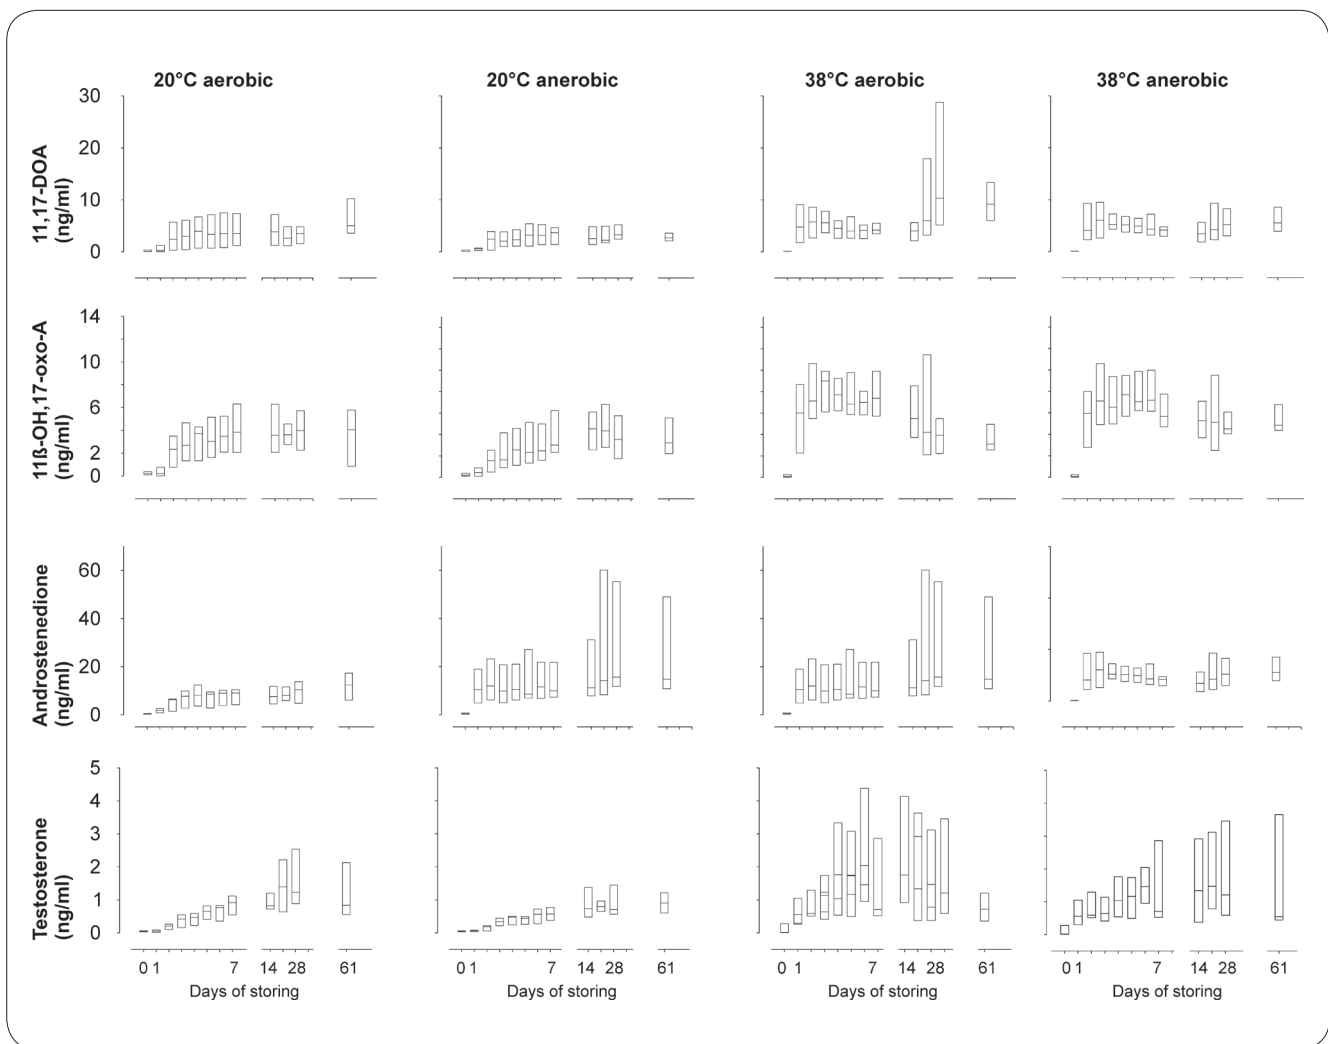 20°C aerobic 20°C anerobic 38°C aerobic 38°C anerobic
11,17-DOA
(ng/ml)
30
20
10
0
11ß-OH,17-oxo-A
(ng/ml)
14
10
6
2
0
Androstenedione
(ng/ml)
60
40
20
0
Testosterone
(ng/ml)
5
4
3
2
1
0
0 1 7 14 28 61 0 1 7 14 28 61 0 1 7 14 28 61 0 1 7 14 28 61
Days of storing Days of storing Days of storing Days of storing